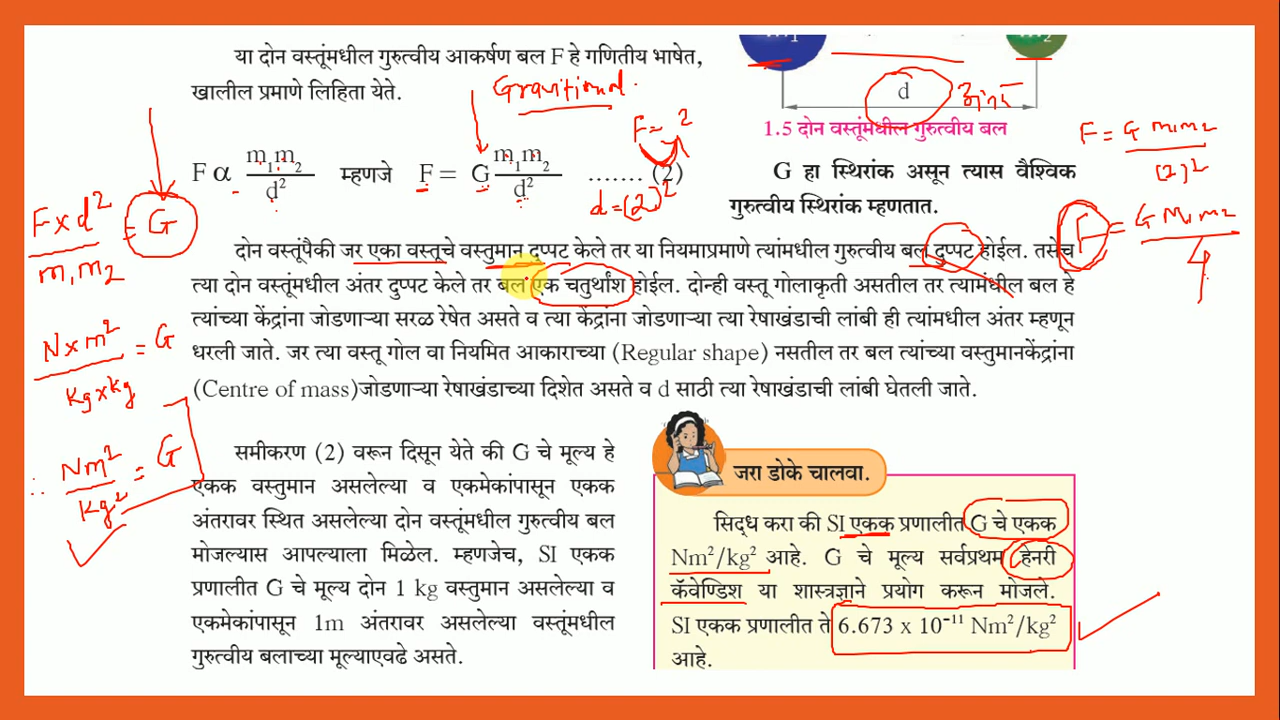 या दोन वस्तूंमधील गुरुत्वीय आकर्षण बल F हे गणितीय भाषेत,
खालील प्रमाणे लिहिता येते.
Gravitional.
F α m₁m₂/d² म्हणजे F = G m₁m₂/d² ....... (2)
F = 2
d = (2)²
d अंतर
1.5 दोन वस्तूंमधील गुरुत्वीय बल
G हा स्थिरांक असून त्यास वैश्विक
गुरुत्वीय स्थिरांक म्हणतात.
F = G m₁m₂/(2)²
F = G m₁m₂/4
F x d²/m₁m₂ = G
N x m²/kg x kg = G
∴ Nm²/kg² = G
दोन वस्तूंपैकी जर एका वस्तूचे वस्तुमान दुप्पट केले तर या नियमाप्रमाणे त्यांमधील गुरुत्वीय बल दुप्पट होईल. तसेच
त्या दोन वस्तूंमधील अंतर दुप्पट केले तर बल एक चतुर्थांश होईल. दोन्ही वस्तू गोलाकृती असतील तर त्यामंधील बल हे
त्यांच्या केंद्रांना जोडणाऱ्या सरळ रेषेत असते व त्या केंद्रांना जोडणाऱ्या त्या रेषाखंडाची लांबी ही त्यांमधील अंतर म्हणून
धरली जाते. जर त्या वस्तू गोल वा नियमित आकाराच्या (Regular shape) नसतील तर बल त्यांच्या वस्तुमानकेंद्रांना
(Centre of mass)जोडणाऱ्या रेषाखंडाच्या दिशेत असते व d साठी त्या रेषाखंडाची लांबी घेतली जाते.
समीकरण (2) वरून दिसून येते की G चे मूल्य हे
एकक वस्तुमान असलेल्या व एकमेकांपासून एकक
अंतरावर स्थित असलेल्या दोन वस्तूंमधील गुरुत्वीय बल
मोजल्यास आपल्याला मिळेल. म्हणजेच, SI एकक
प्रणालीत G चे मूल्य दोन 1 kg वस्तुमान असलेल्या व
एकमेकांपासून 1m अंतरावर असलेल्या वस्तूंमधील
गुरुत्वीय बलाच्या मूल्याएवढे असते.
जरा डोके चालवा.
सिद्ध करा की SI एकक प्रणालीत G चे एकक
Nm²/kg² आहे. G चे मूल्य सर्वप्रथम हेनरी
कॅवेण्डिश या शास्त्रज्ञाने प्रयोग करून मोजले.
SI एकक प्रणालीत ते 6.673 x 10⁻¹¹ Nm²/kg²
आहे.